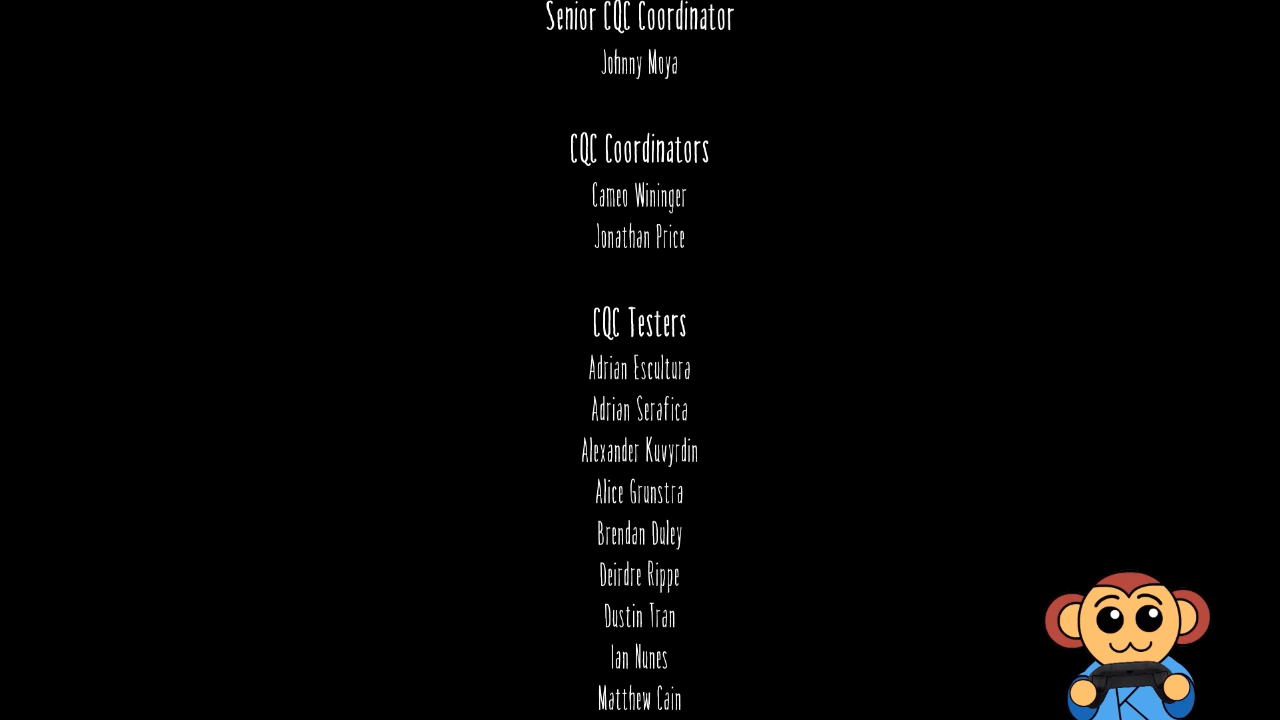 Senior CQC Coordinator
Johnny Moya
CQC Coordinators
Cameo Wininger
Jonathan Price
CQC Testers
Adrian Escultura
Adrian Serafica
Alexander Kuvyrdin
Alice Grunstra
Brendan Duley
Deirdre Rippe
Dustin Tran
Ian Nunes
Matthew Cain